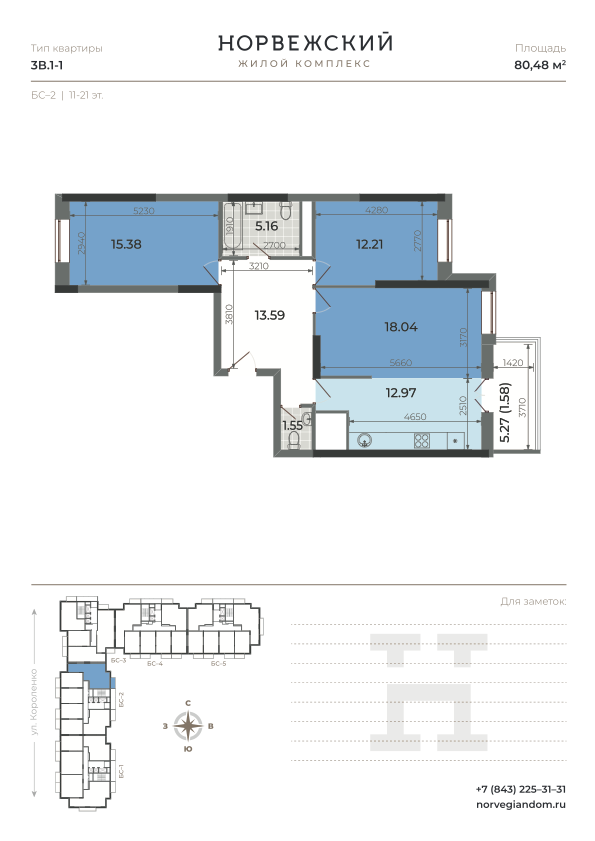 Тип квартиры
3В.1-1
НОРВЕЖСКИЙ
ЖИЛОЙ КОМПЛЕКС
Площадь
80,48 м²
БС–2 | 11-21 эт.
5230
2940
15.38
1910
5.16
2700
4280
12.21
2770
3210
3810
13.59
18.04
3170
5660
1420
12.97
2510
4650
5.27 (1.58)
3710
1.55
Для заметок:
ул. Короленко
БС-3
БС-4
БС-5
БС-2
БС-1
С
З
В
Ю
+7 (843) 225–31–31
norvegiandom.ru